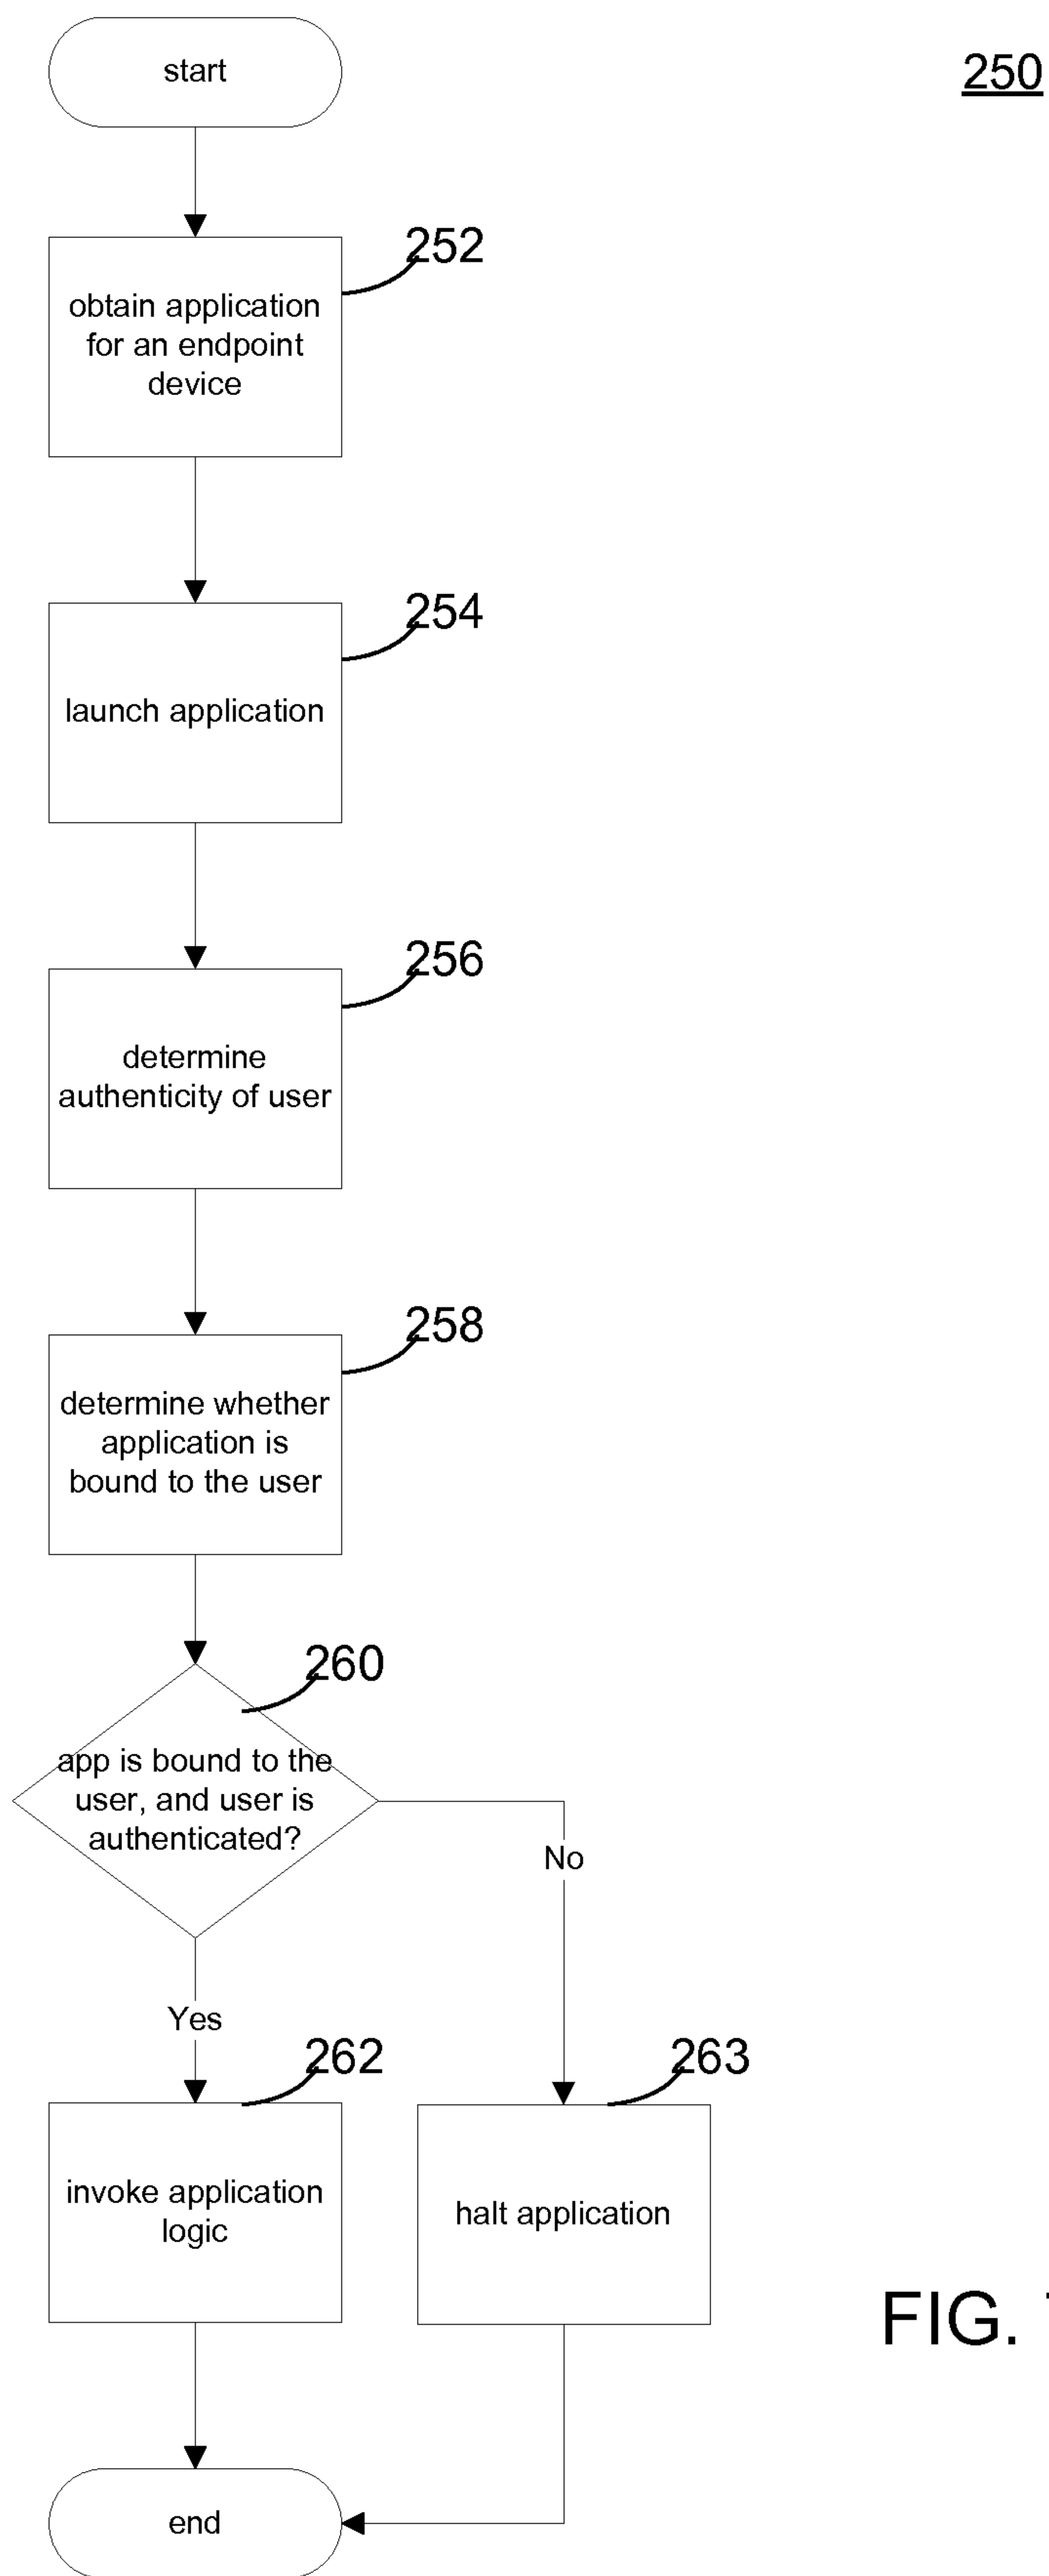 start
250
252
obtain application
for an endpoint
device
254
launch application
256
determine
authenticity of user
258
determine whether
application is
bound to the user
260
app is bound to the
user, and user is
authenticated?
No
Yes
262
263
invoke application
logic
halt application
FIG.
end